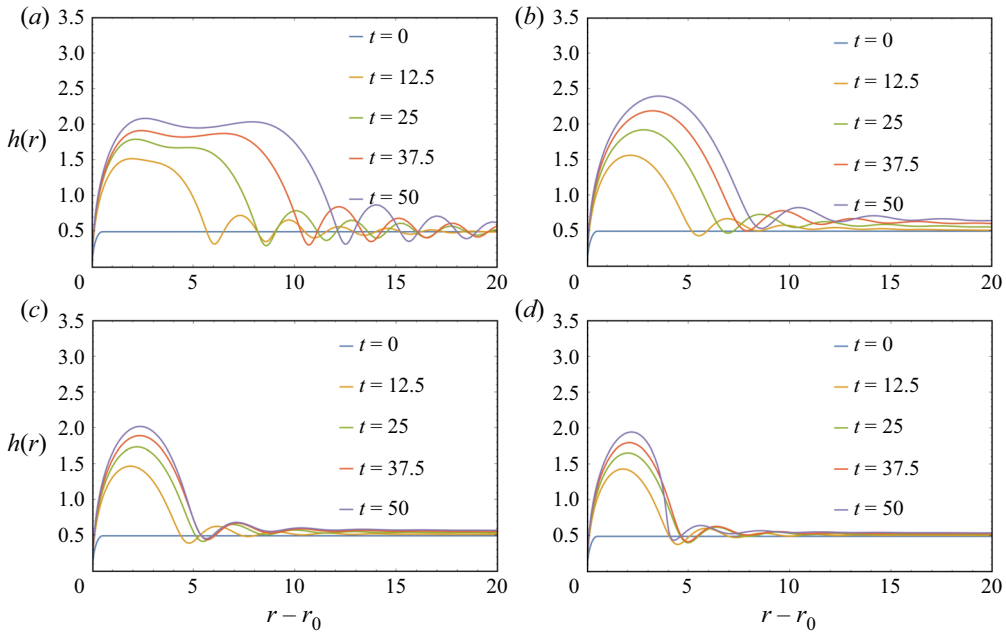 (a)
3.5
3.0
2.5
2.0
1.5
1.0
0.5
h(r)
0 5 10 15 20
t = 0
t = 12.5
t = 25
t = 37.5
t = 50
(b)
3.5
3.0
2.5
2.0
1.5
1.0
0.5
0 5 10 15 20
t = 0
t = 12.5
t = 25
t = 37.5
t = 50
(c)
3.5
3.0
2.5
2.0
1.5
1.0
0.5
h(r)
0 5 10 15 20
r – r0
t = 0
t = 12.5
t = 25
t = 37.5
t = 50
(d)
3.5
3.0
2.5
2.0
1.5
1.0
0.5
0 5 10 15 20
r – r0
t = 0
t = 12.5
t = 25
t = 37.5
t = 50